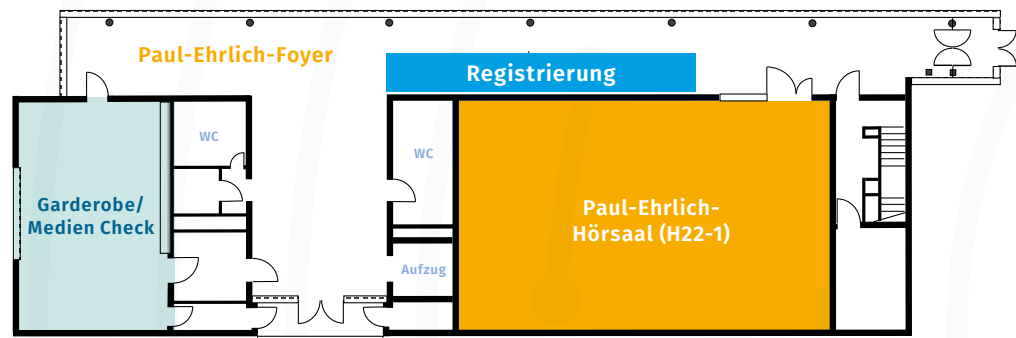 Paul-Ehrlich-Foyer
Registrierung
WC
WC
Garderobe/
Medien Check
Paul-Ehrlich-
Hörsaal (H22-1)
Aufzug